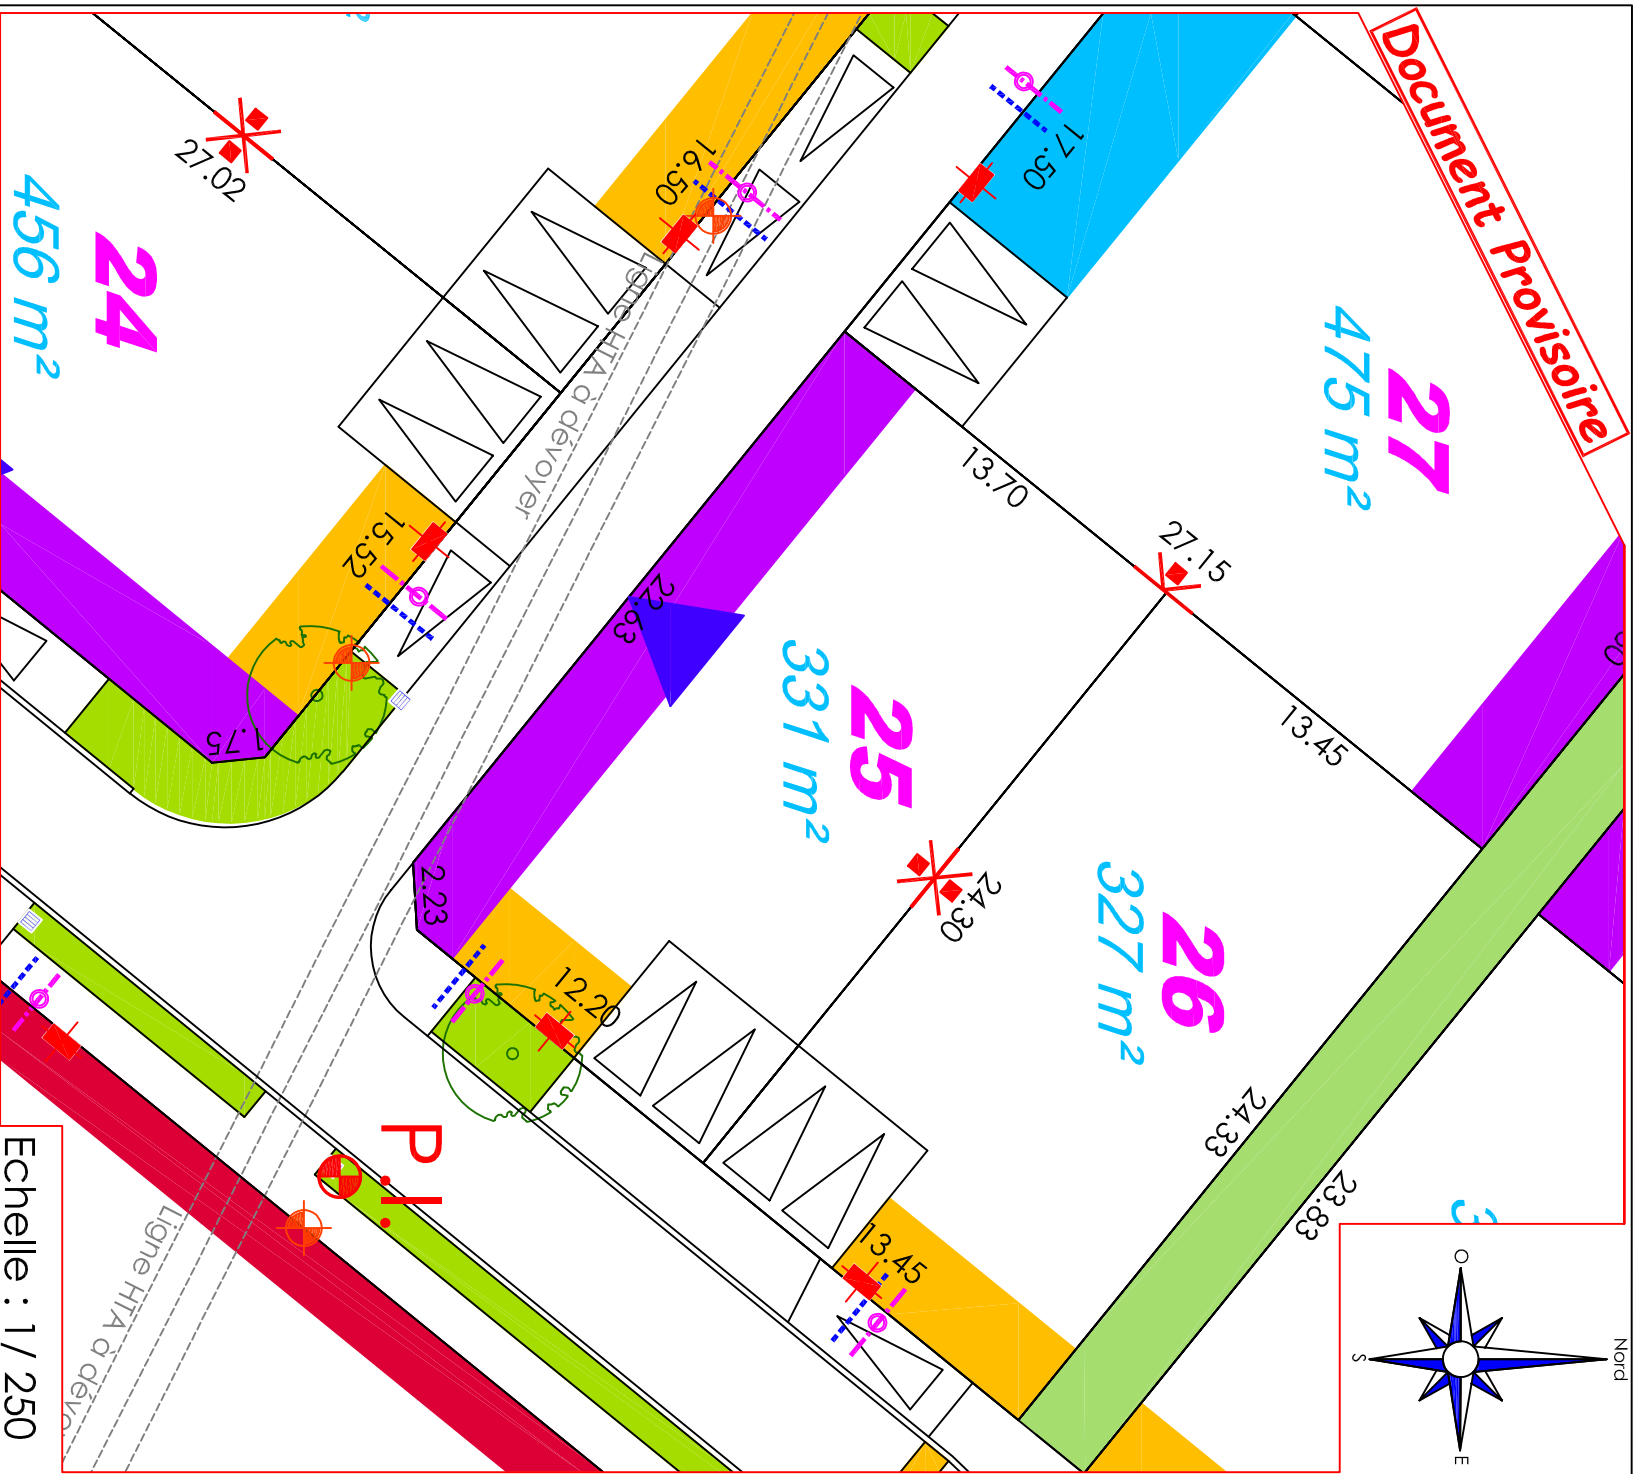 Document Provisoire
27
475 m²
17.50
16.50
27.02
24
456 m²
Ligne HTA à dévoyer
13.70
27.15
13.45
15.52
22.63
25
331 m²
26
327 m²
24.30
1.75
2.23
12.20
13.45
24.33
23.83
P.I.
Ligne HTA à dévo
Nord
O
S
E
Echelle : 1/ 250